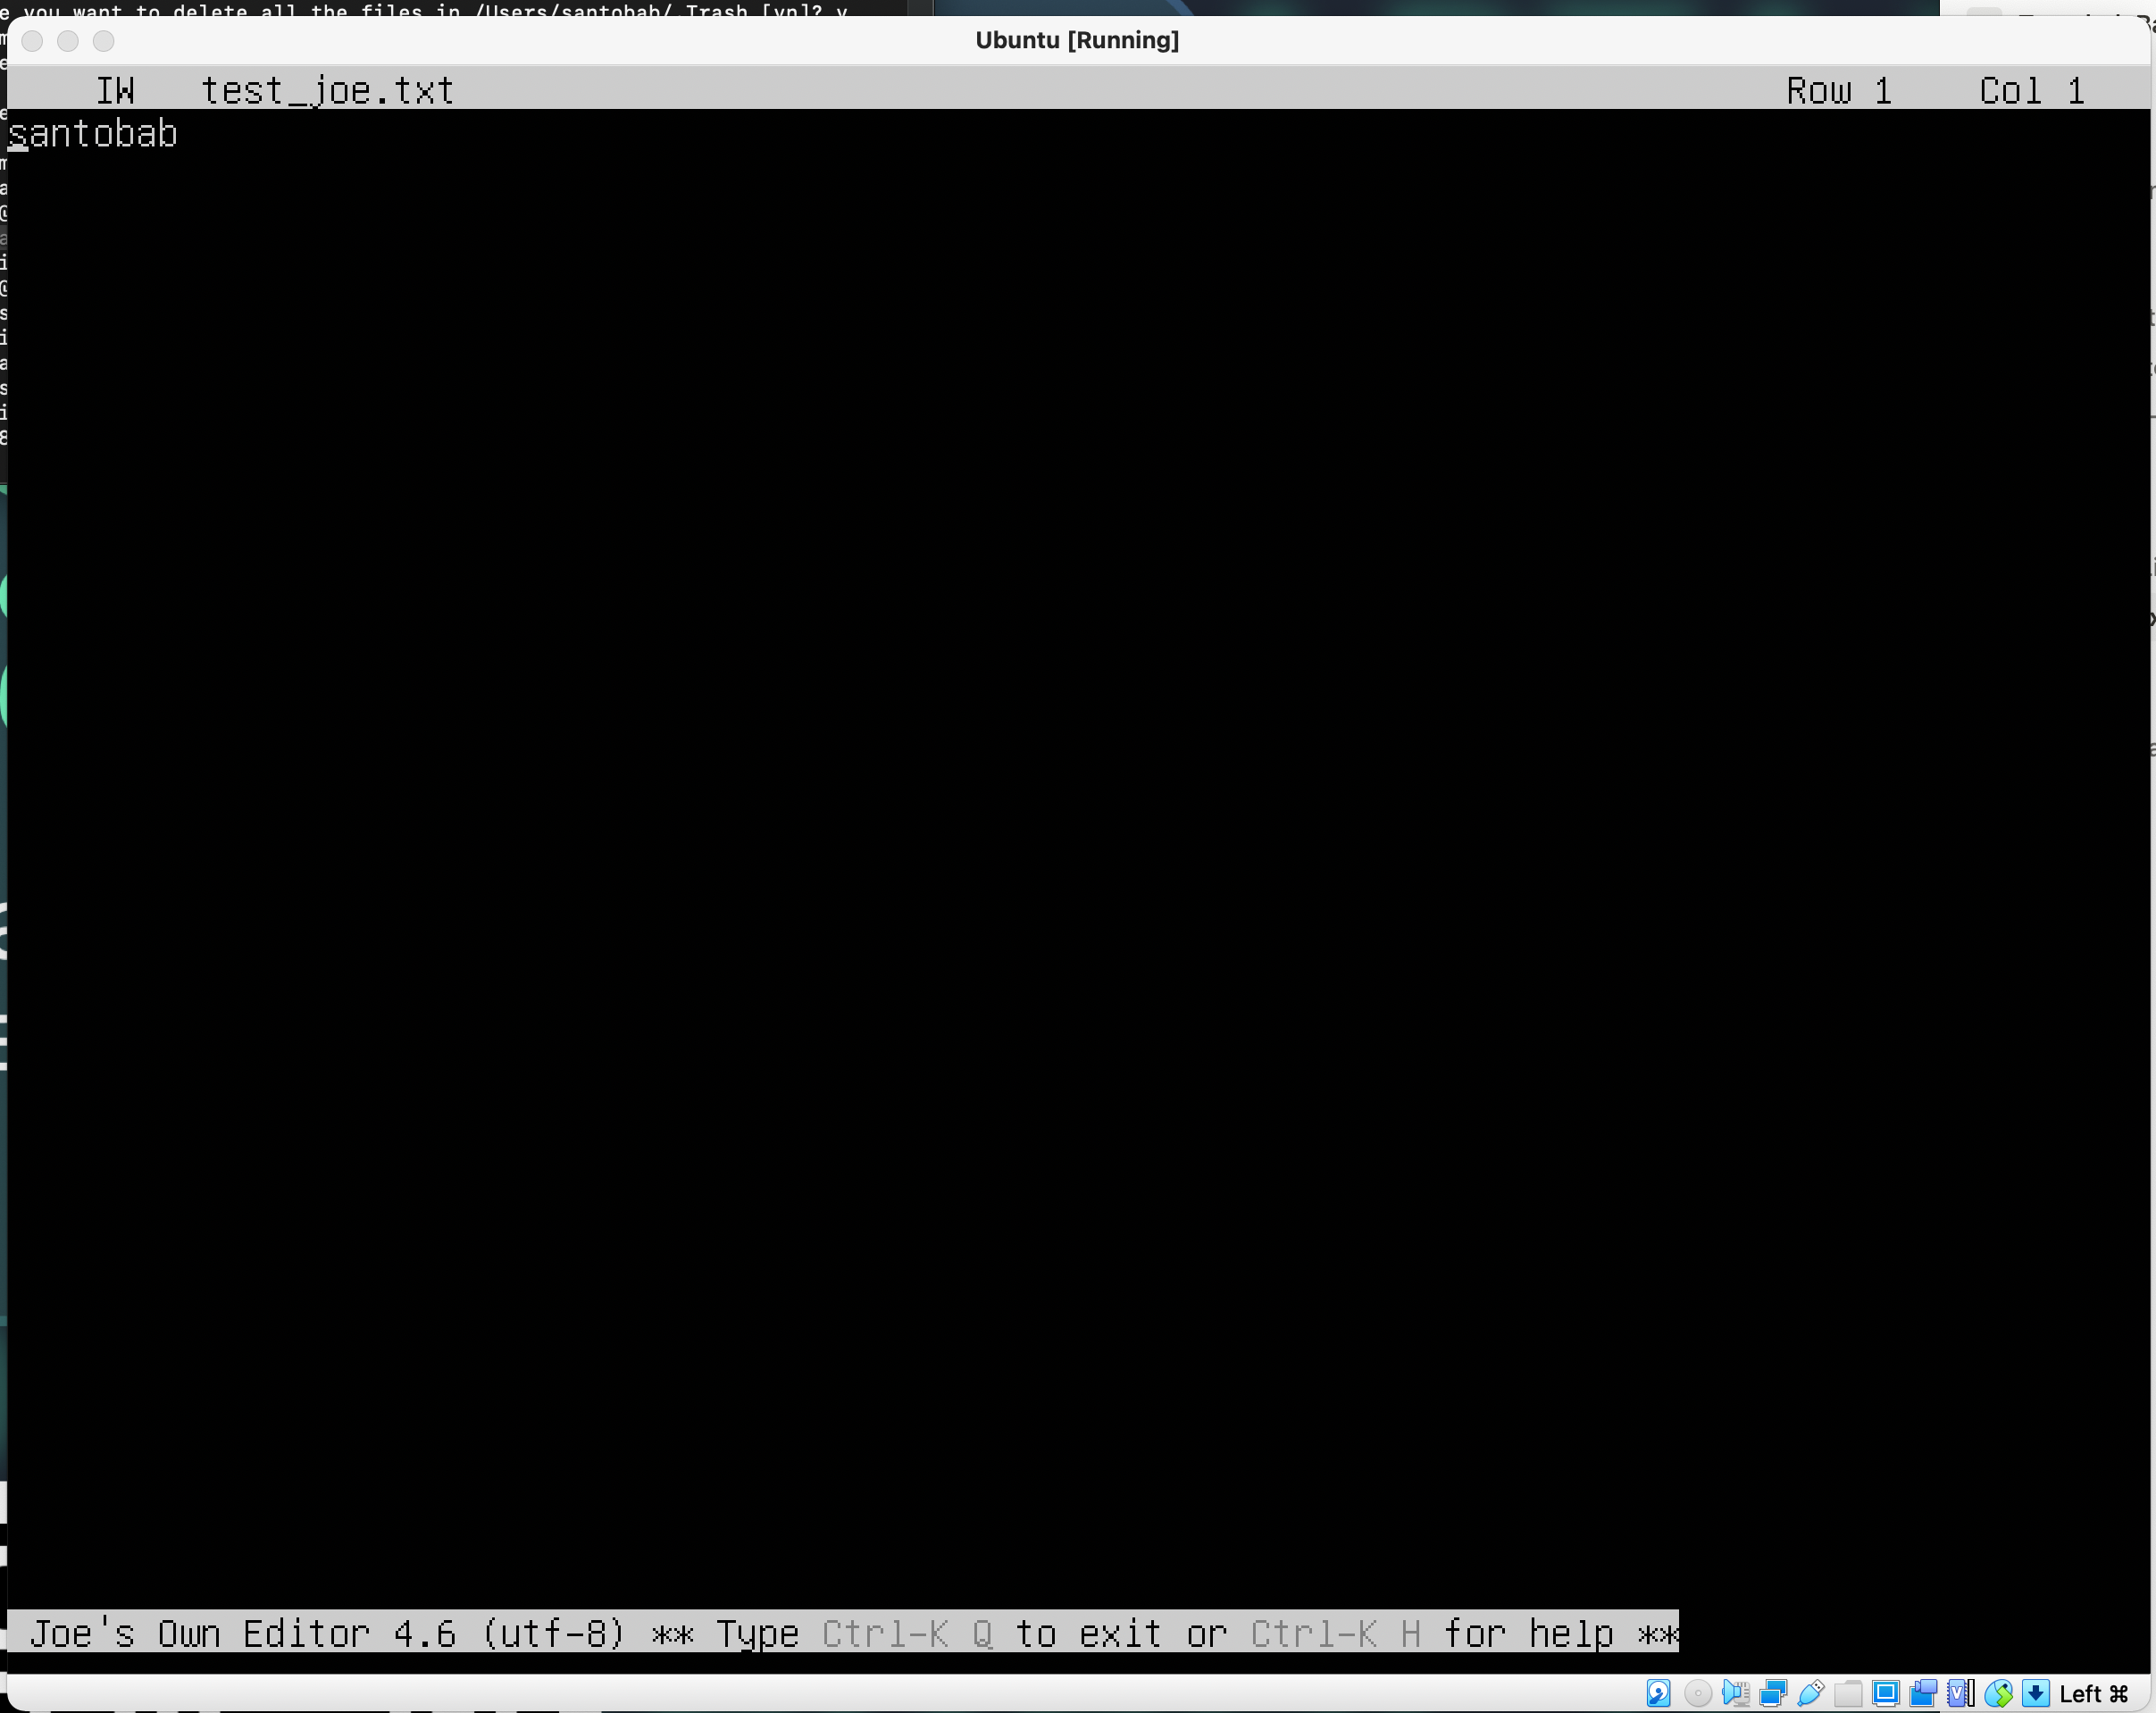 e you want to delete all the files in /Users/santobab/.Trash [yn]? y
Ubuntu [Running]
IW test_joe.txt Row 1 Col 1
santobab
Joe's Own Editor 4.6 (utf-8) ** Type Ctrl-K Q to exit or Ctrl-K H for help **
Left ⌘